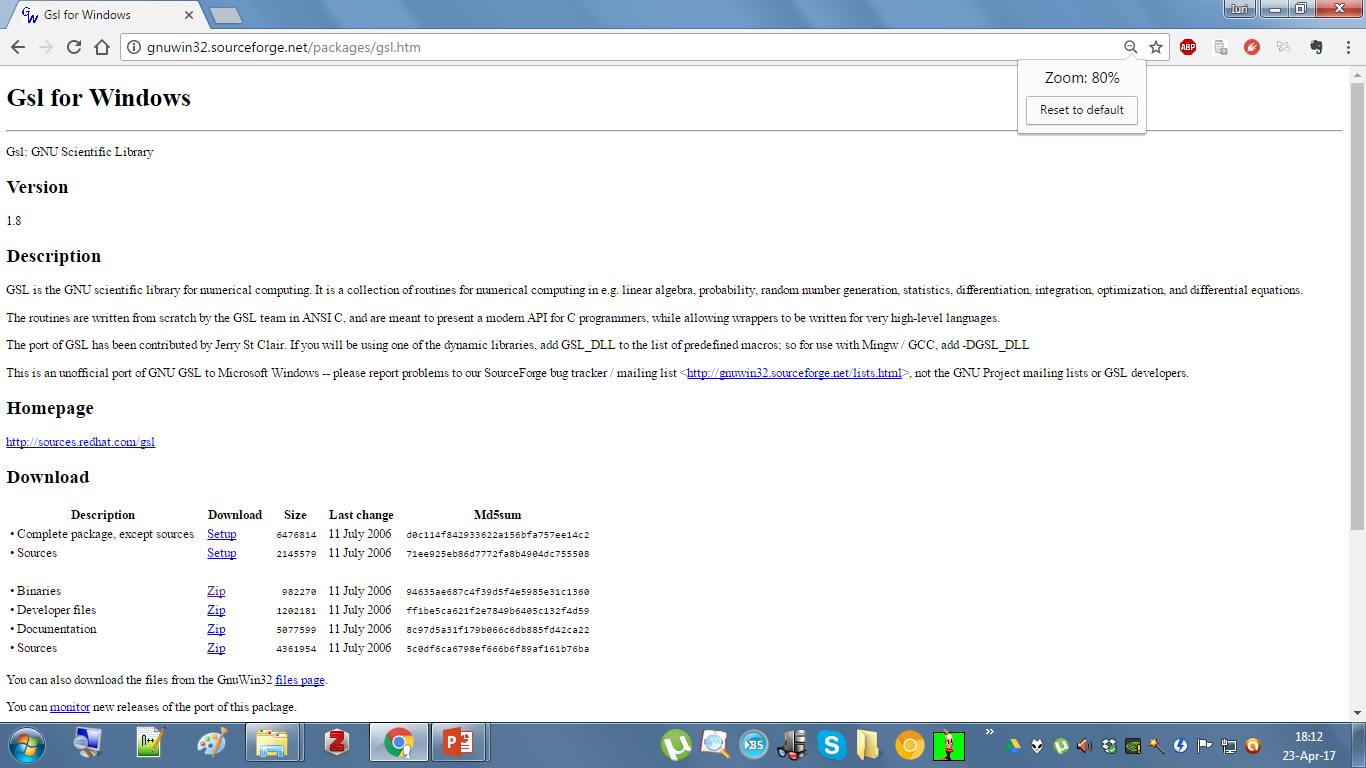 Gsl for Windows
Iuri
gnuwin32.sourceforge.net/packages/gsl.htm
ABP
Zoom: 80%
Reset to default
Gsl for Windows
Gsl: GNU Scientific Library
Version
1.8
Description
GSL is the GNU scientific library for numerical computing. It is a collection of routines for numerical computing in e.g. linear algebra, probability, random number generation, statistics, differentiation, integration, optimization, and differential equations.
The routines are written from scratch by the GSL team in ANSI C, and are meant to present a modern API for C programmers, while allowing wrappers to be written for very high-level languages.
The port of GSL has been contributed by Jerry St Clair. If you will be using one of the dynamic libraries, add GSL_DLL to the list of predefined macros; so for use with Mingw / GCC, add -DGSL_DLL
This is an unofficial port of GNU GSL to Microsoft Windows -- please report problems to our SourceForge bug tracker / mailing list <http://gnuwin32.sourceforge.net/lists.html>, not the GNU Project mailing lists or GSL developers.
Homepage
http://sources.redhat.com/gsl
Download
Description Download Size Last change Md5sum
• Complete package, except sources Setup 6476814 11 July 2006 d0c114f842933622a156bfa757ee14c2
• Sources Setup 2145579 11 July 2006 71ee925eb86d7772fa8b4904dc755508
• Binaries Zip 982270 11 July 2006 94635ae687c4f39d5f4e5985e31c1360
• Developer files Zip 1202181 11 July 2006 ff1be5ca621f2e7849b6405c132f4d59
• Documentation Zip 5077599 11 July 2006 8c97d5a31f179b066c6db885fd42ca22
• Sources Zip 4361954 11 July 2006 5c0df6ca6798ef666b6f89af161b76ba
You can also download the files from the GnuWin32 files page.
You can monitor new releases of the port of this package.
18:12
23-Apr-17